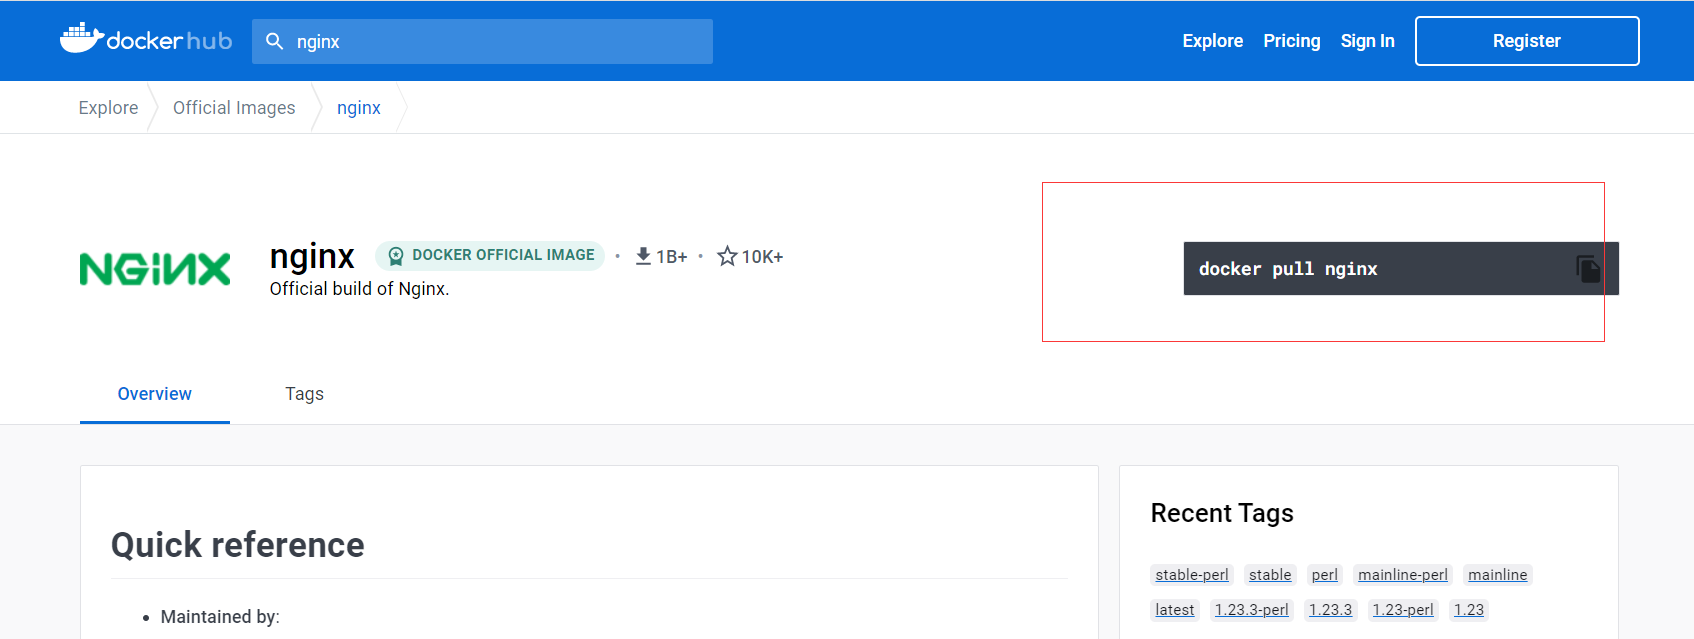 docker hub
nginx
Explore
Pricing
Sign In
Register
Explore
Official Images
nginx
NGINX
nginx
DOCKER OFFICIAL IMAGE
•
1B+
•
10K+
Official build of Nginx.
docker pull nginx
Overview
Tags
Quick reference
• Maintained by:
Recent Tags
stable-perl stable perl mainline-perl mainline
latest 1.23.3-perl 1.23.3 1.23-perl 1.23